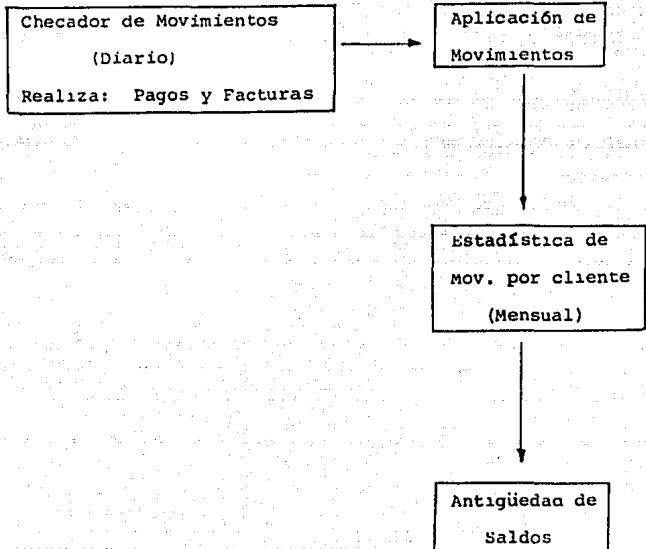 Checador de Movimientos
(Diario)
Realiza: Pagos y Facturas
Aplicación de
Movimientos
Estadística de
Mov. por cliente
(Mensual)
Antigüedad de
Saldos